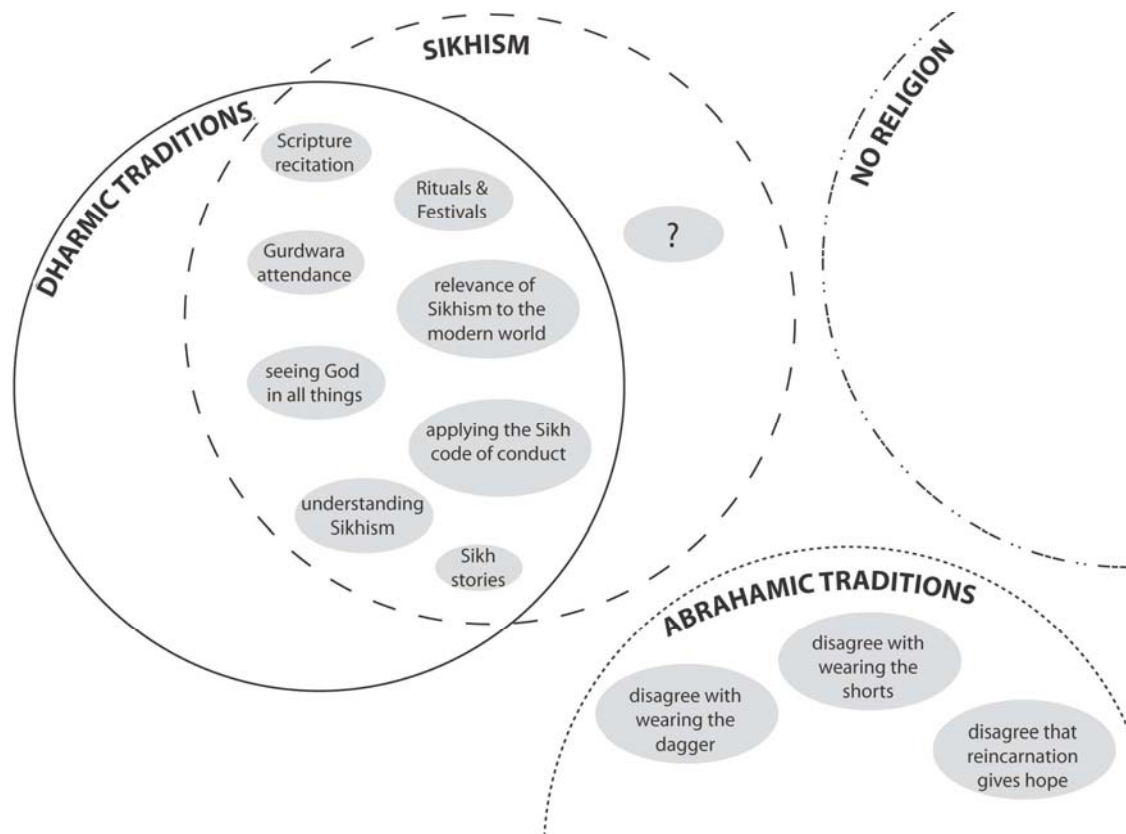 SIKHISM
DHARMIC TRADITIONS
NO RELIGION
Scripture
recitation
Rituals &
Festivals
?
Gurdwara
attendance
relevance of
Sikhism to the
modern world
seeing God
in all things
applying the Sikh
code of conduct
understanding
Sikhism
Sikh
stories
ABRAHAMIC TRADITIONS
disagree with
wearing the
shorts
disagree with
wearing the
dagger
disagree that
reincarnation
gives hope